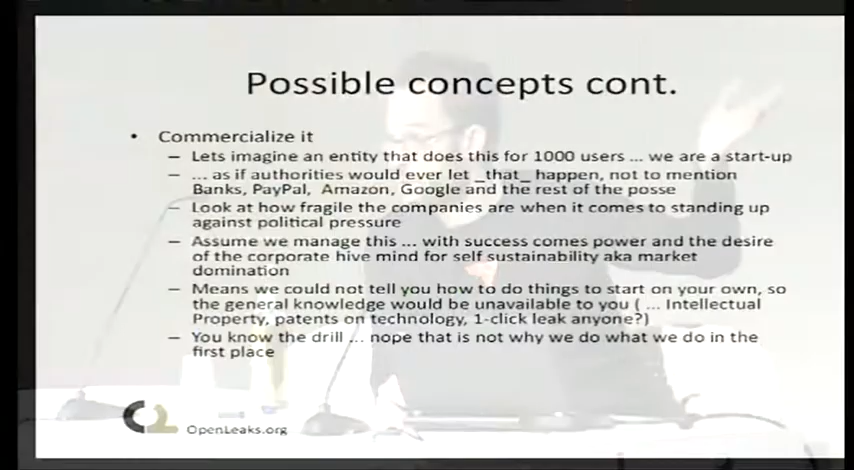 Possible concepts cont.
• Commercialize it
– Lets imagine an entity that does this for 1000 users ... we are a start-up
– ... as if authorities would ever let _that_ happen, not to mention
Banks, PayPal, Amazon, Google and the rest of the posse
– Look at how fragile the companies are when it comes to standing up
against political pressure
– Assume we manage this ... with success comes power and the desire
of the corporate hive mind for self sustainability aka market
domination
– Means we could not tell you how to do things to start on your own, so
the general knowledge would be unavailable to you ( ... Intellectual
Property, patents on technology, 1-click leak anyone?)
– You know the drill ... nope that is not why we do what we do in the
first place
OpenLeaks.org